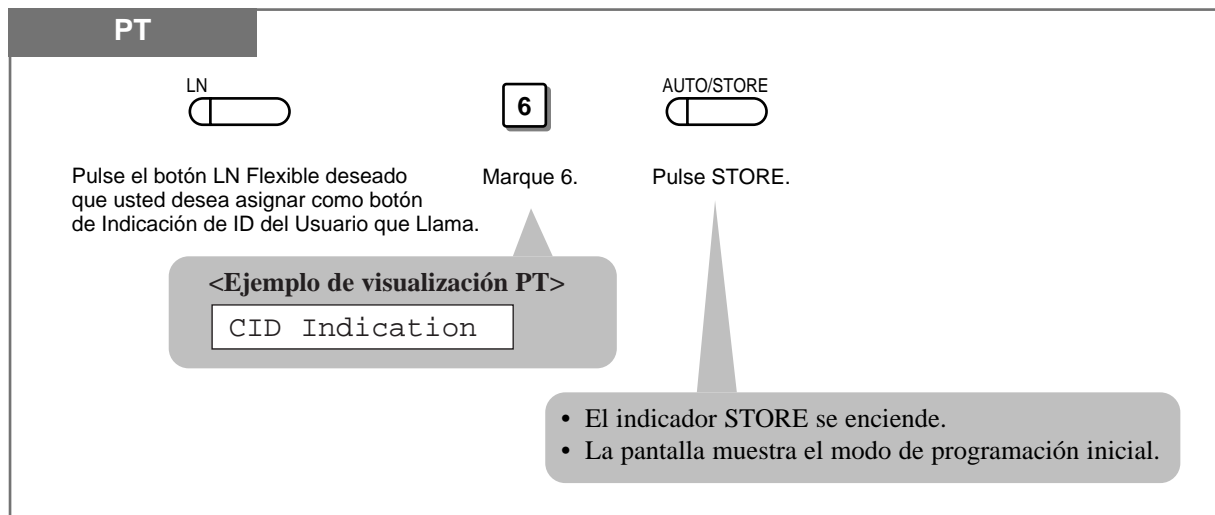 PT
LN
6
AUTO/STORE
Pulse el botón LN Flexible deseado
que usted desea asignar como botón
de Indicación de ID del Usuario que Llama.
Marque 6.
Pulse STORE.
<Ejemplo de visualización PT>
CID Indication
• El indicador STORE se enciende.
• La pantalla muestra el modo de programación inicial.